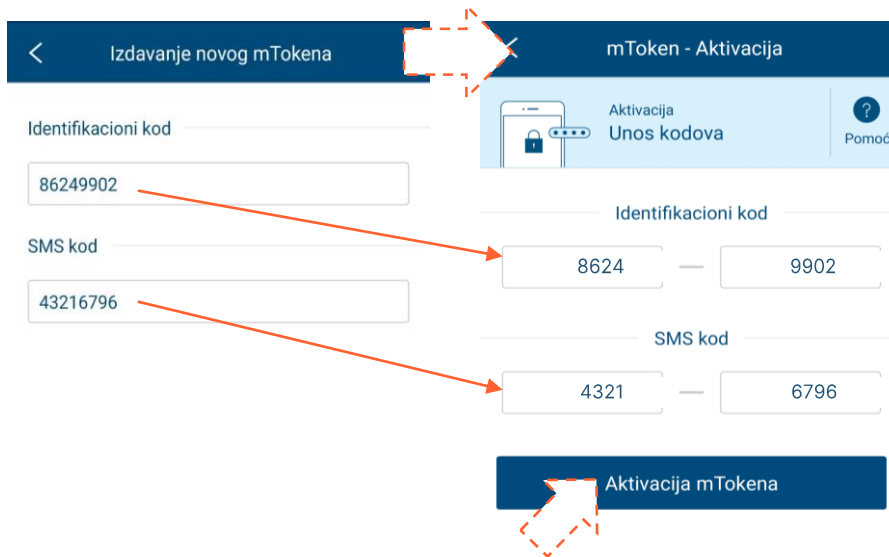 Izdavanje novog mTokena
Identifikacioni kod
86249902
SMS kod
43216796
mToken - Aktivacija
Aktivacija
Unos kodova
?
Pomoć
Identifikacioni kod
8624 — 9902
SMS kod
4321 — 6796
Aktivacija mTokena